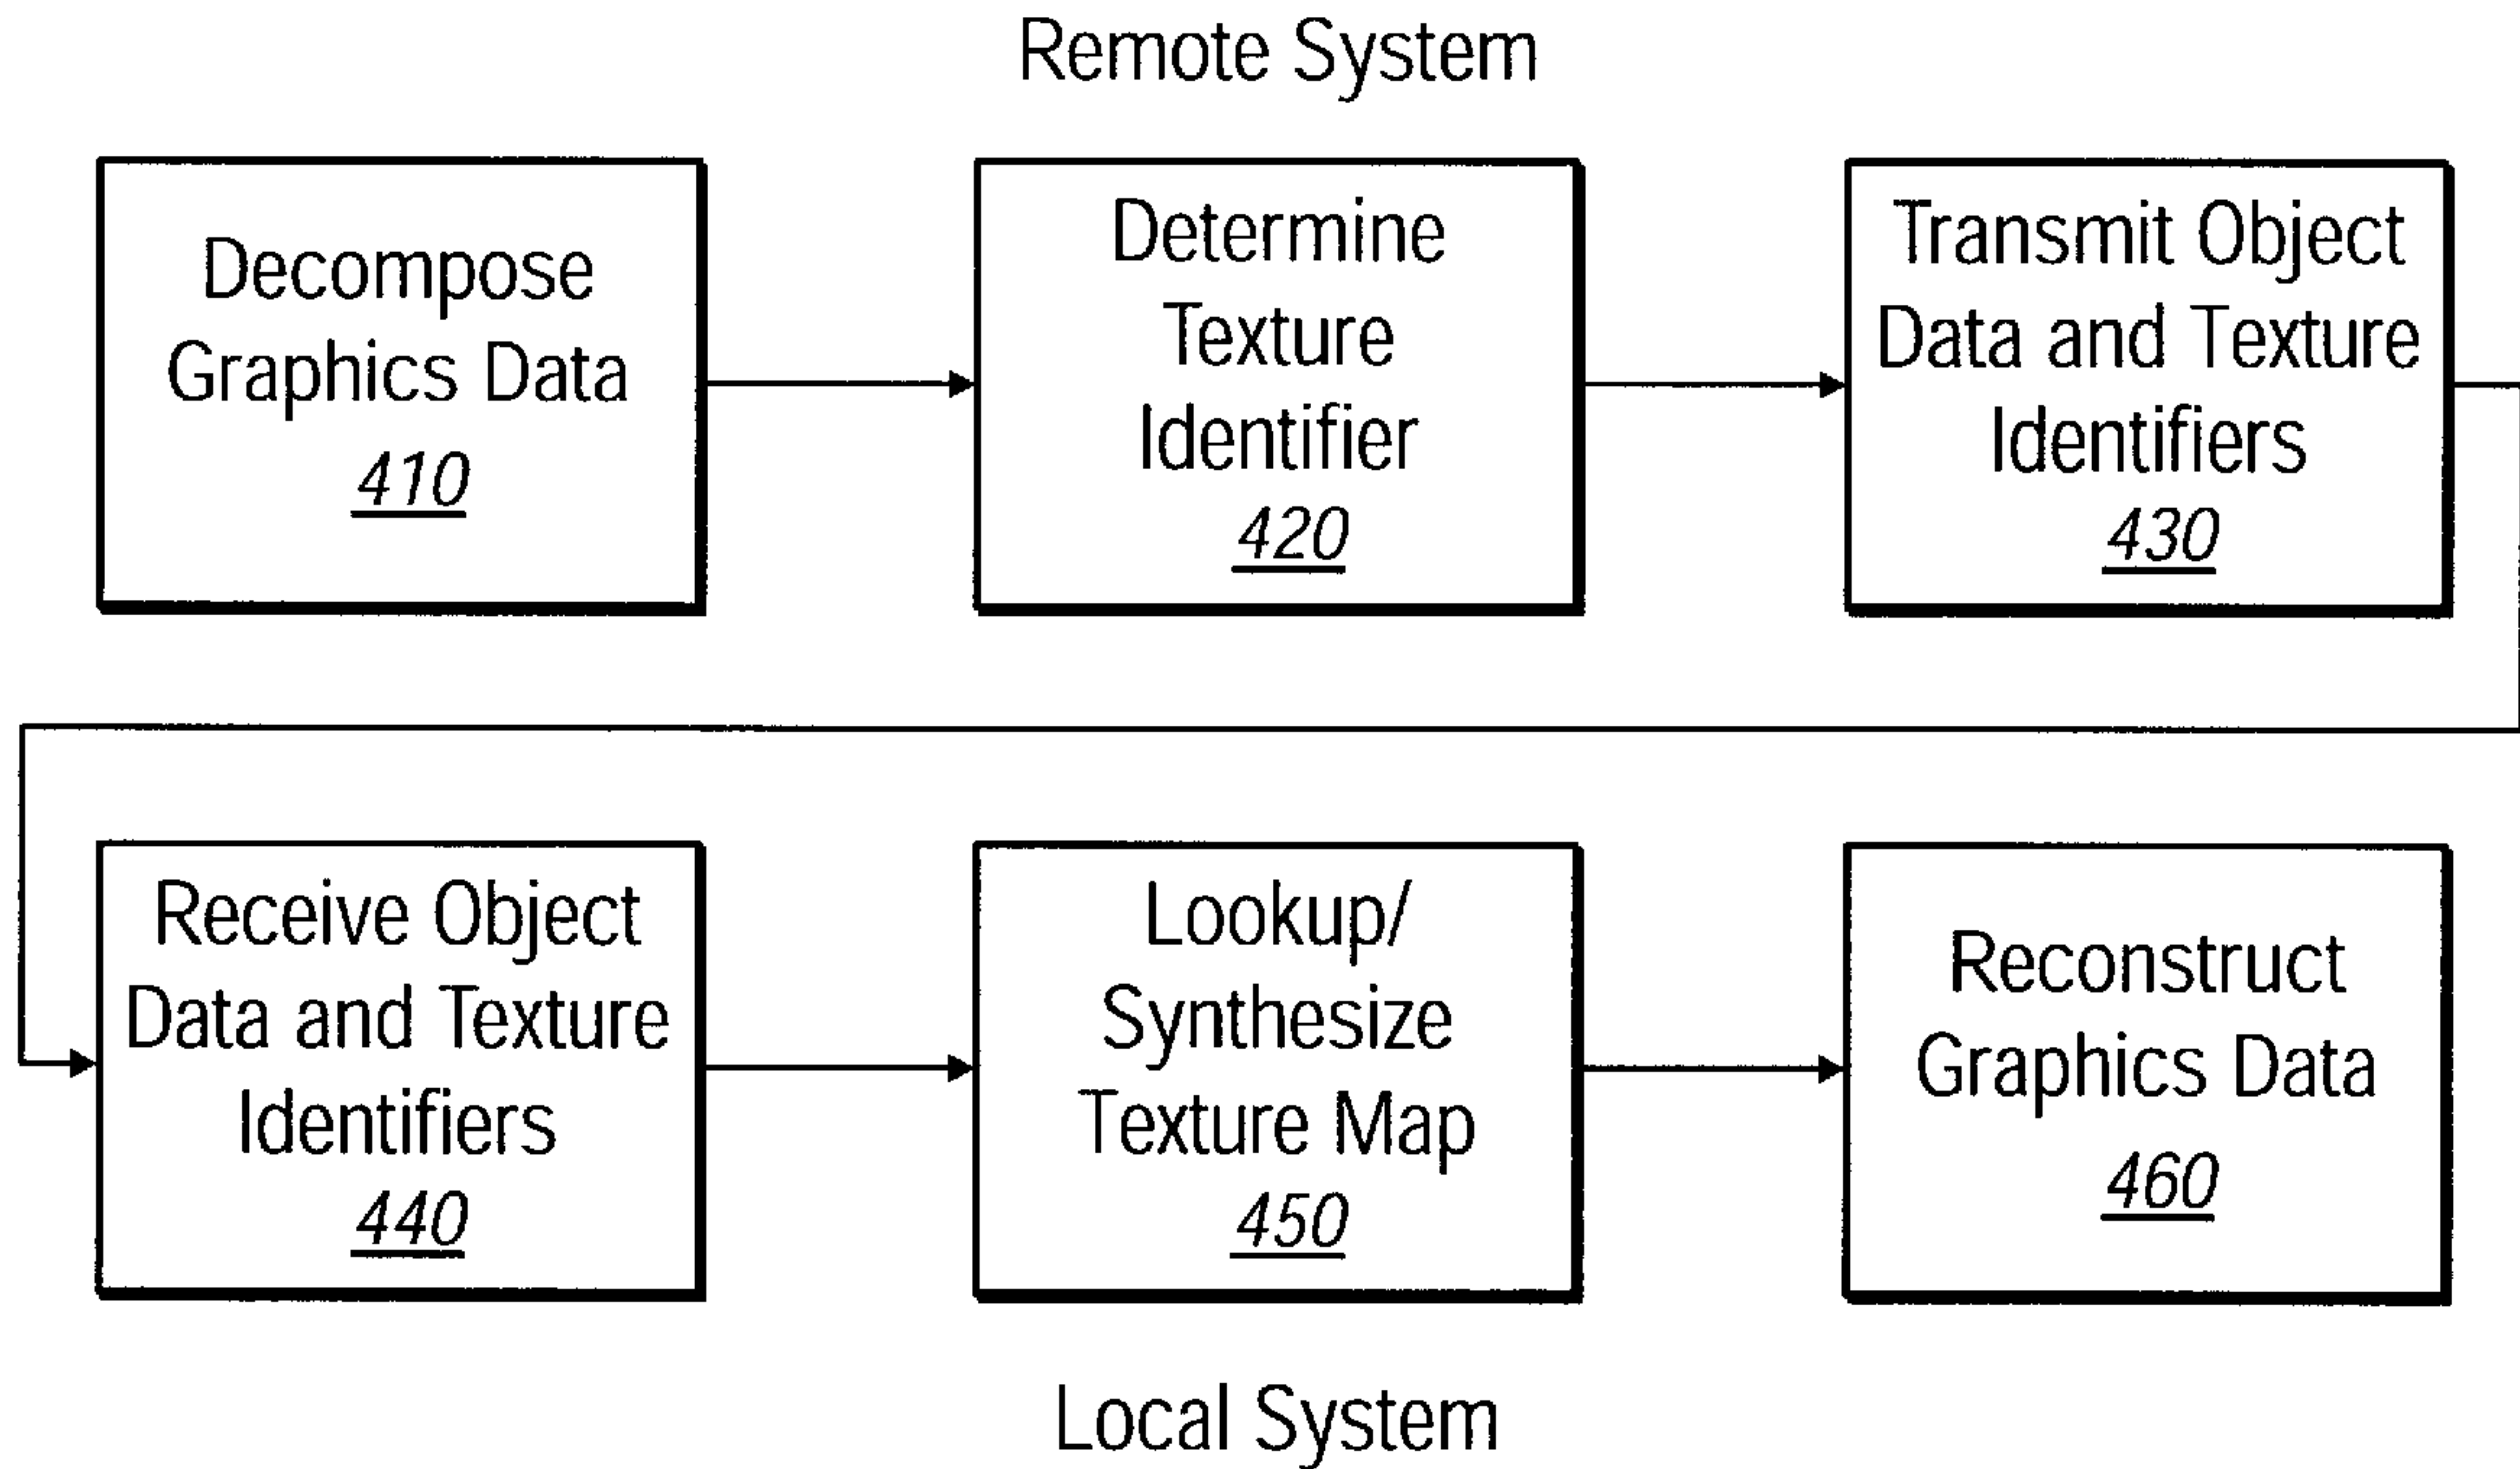 Remote System
Decompose
Graphics Data
410
Determine
Texture
Identifier
420
Transmit Object
Data and Texture
Identifiers
430
Receive Object
Data and Texture
Identifiers
440
Lookup/
Synthesize
Texture Map
450
Reconstruct
Graphics Data
460
Local System